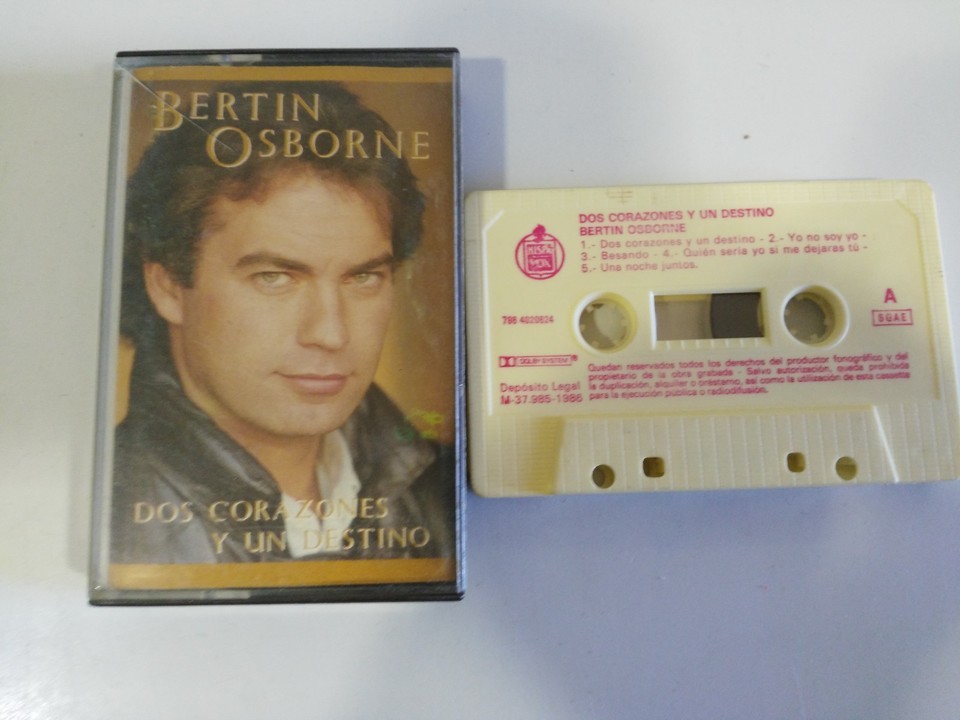 BERTIN
OSBORNE
DOS CORAZONES
Y UN DESTINO
DOS CORAZONES Y UN DESTINO
BERTIN OSBORNE
1.- Dos corazones y un destino - 2.- Yo no soy yo -
3.- Besando - 4.- Quién sería yo si me dejaras tú -
5.- Una noche juntos.
798 4020624
A
SGAE
DOLBY SYSTEM
Depósito Legal
M-37.985-1986
Quedan reservados todos los derechos del productor fonográfico y del
propietario de la obra grabada - Salvo autorización, queda prohibida
la duplicación, alquiler o préstamo, así como la utilización de esta cassette
para la ejecución pública o radiodifusión.